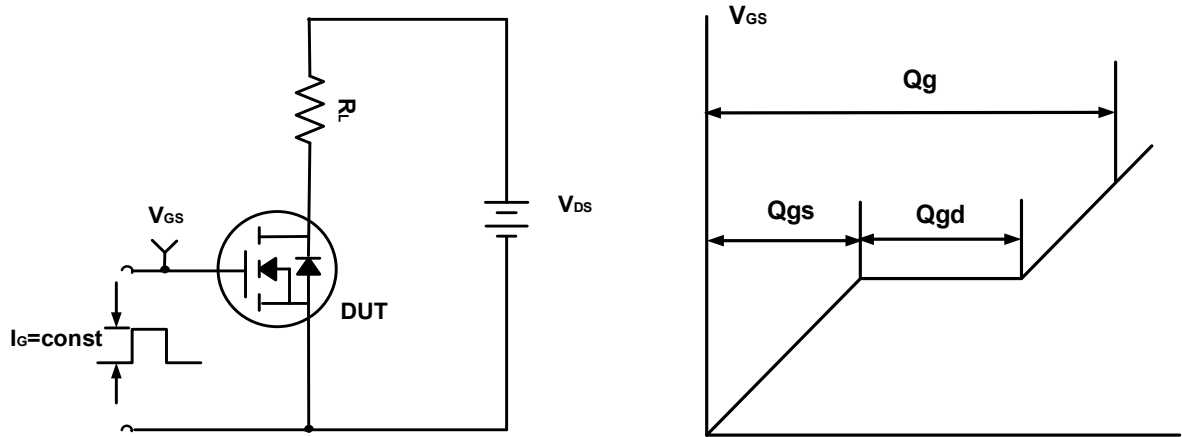 RL
VGS
VDS
DUT
IG=const
VGS
Qg
Qgs
Qgd